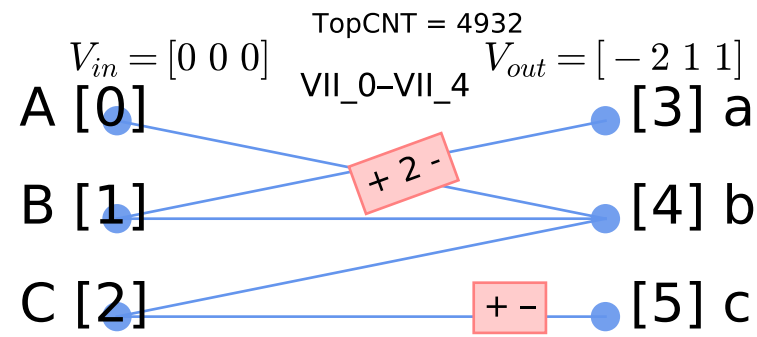 TopCNT = 4932
V_in = [0 0 0]
V_out = [− 2 1 1]
VII_0–VII_4
A [0]
[3] a
+ 2 -
B [1]
[4] b
C [2]
+ −
[5] c